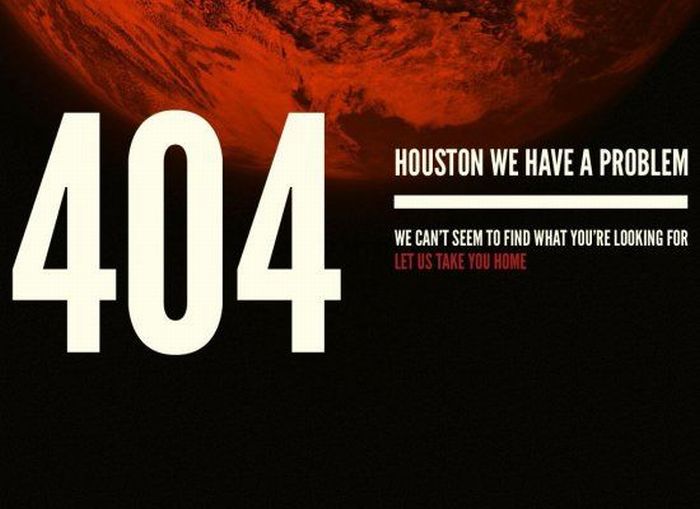 404
HOUSTON WE HAVE A PROBLEM
WE CAN'T SEEM TO FIND WHAT YOU'RE LOOKING FOR
LET US TAKE YOU HOME